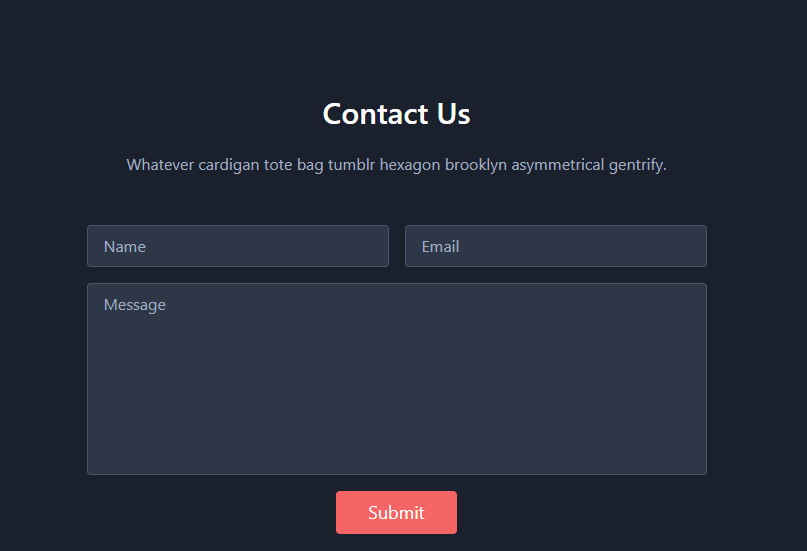 Contact Us
Whatever cardigan tote bag tumblr hexagon brooklyn asymmetrical gentrify.
Name
Email
Message
Submit